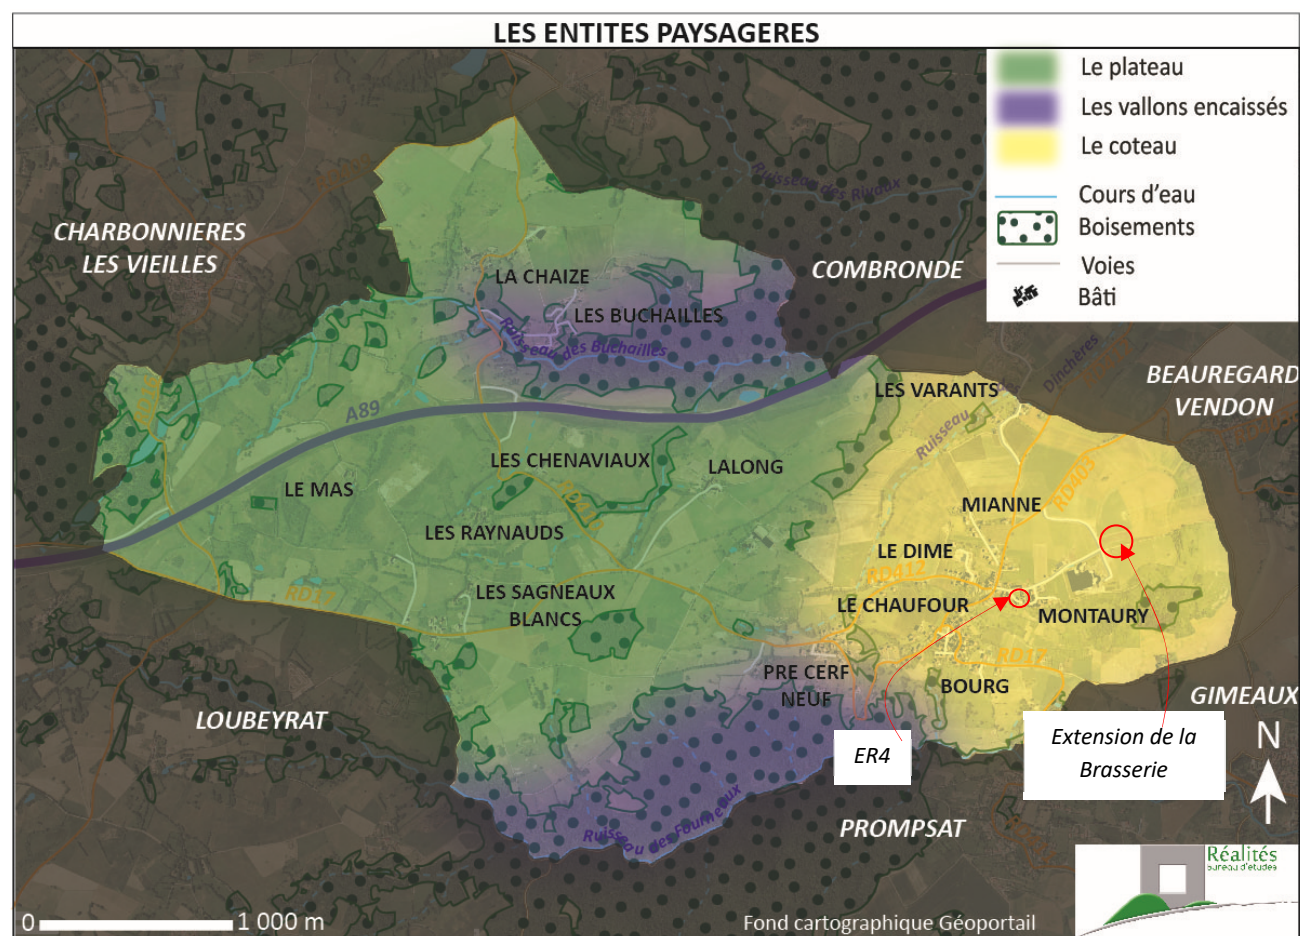 LES ENTITES PAYSAGERES
Le plateau
Les vallons encaissés
Le coteau
Cours d'eau
Boisements
Voies
Bâti
Ruisseau des Rivaux
CHARBONNIERES
LES VIEILLES
COMBRONDE
LA CHAIZE
LES BUCHAILLES
Ruisseau des Buchailles
A89
LES VARANTS
Ruisseau des Dinchères
BEAUREGARD
VENDON
LES CHENAVIAUX
LALONG
LE MAS
MIANNE
RD403
LES RAYNAUDS
LE DIME
RD412
LES SAGNEAUX
BLANCS
LE CHAUFOUR
MONTAURY
RD17
RD17
PRE CERF
NEUF
BOURG
GIMEAUX
LOUBEYRAT
ER4
Extension de la
Brasserie
N
Ruisseau des Fourneaux
PROMPSAT
Réalités
bureau d'études
0
1 000 m
Fond cartographique Géoportail